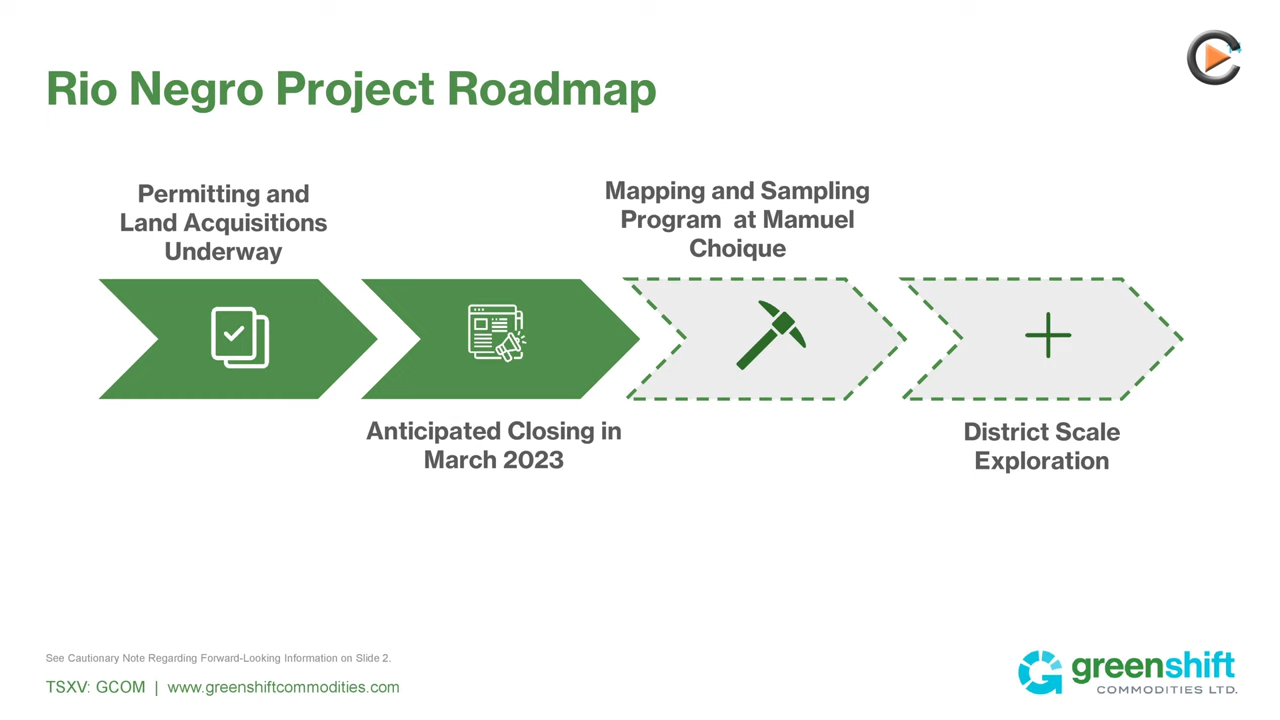 Rio Negro Project Roadmap
Permitting and
Land Acquisitions
Underway
Anticipated Closing in
March 2023
Mapping and Sampling
Program at Mamuel
Choique
District Scale
Exploration
See Cautionary Note Regarding Forward-Looking Information on Slide 2.
TSXV: GCOM | www.greenshiftcommodities.com
greenshift
COMMODITIES LTD.